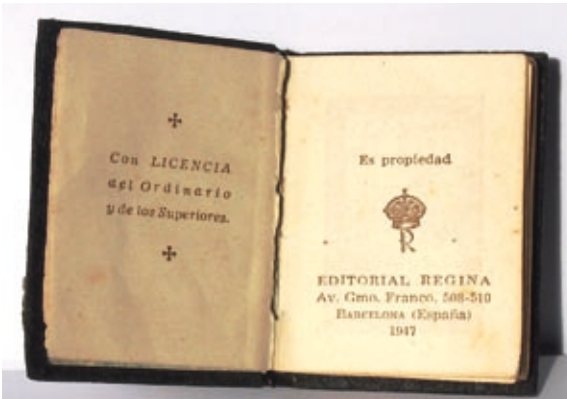 Con LICENCIA
del Ordinario
y de los Superiores.
Es propiedad
R
EDITORIAL REGINA
Av. Gmo. Franco, 508-510
BARCELONA (España)
1947